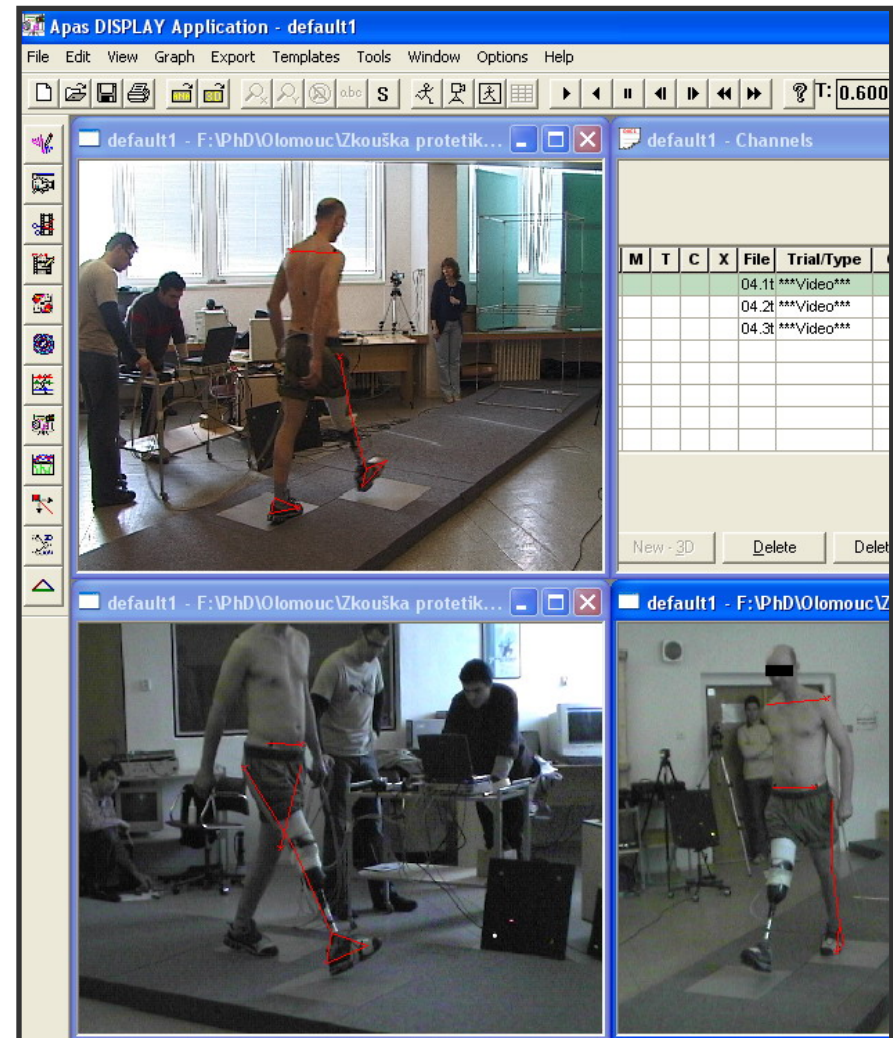 Apas DISPLAY Application - default1
File Edit View Graph Export Templates Tools Window Options Help
abc S T: 0.600
default1 - F:\PhD\Olomouc\Zkouška protetik...
default1 - Channels
M T C X File Trial/Type
04.1t ***Video***
04.2t ***Video***
04.3t ***Video***
New - 3D Delete Delet
default1 - F:\PhD\Olomouc\Zkouška protetik...
default1 - F:\PhD\Olomouc\Z